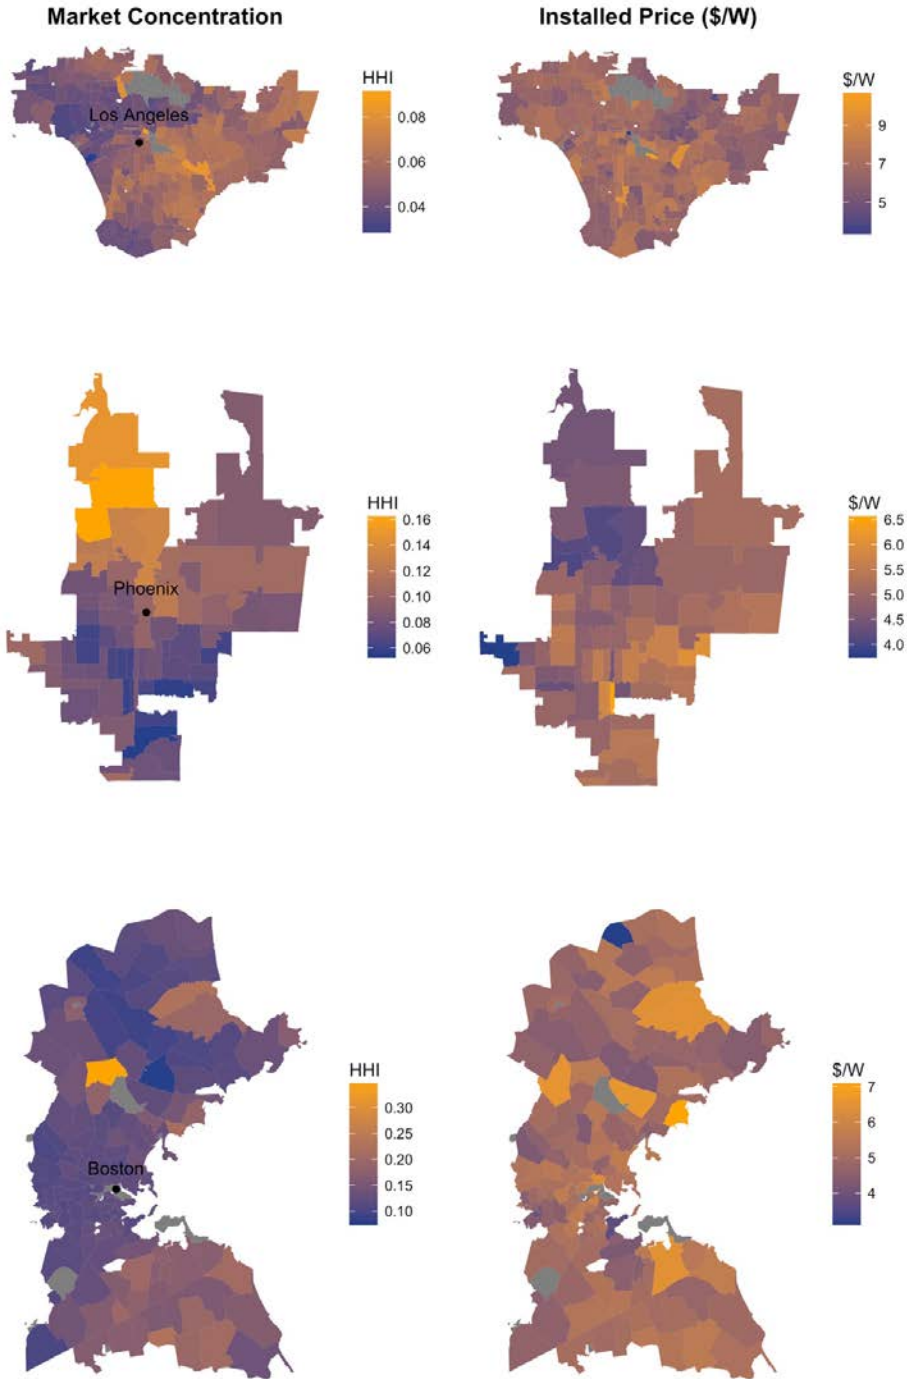 Market Concentration
Installed Price ($/W)
HHI
0.08
0.06
0.04
Los Angeles
$/W
9
7
5
HHI
0.16
0.14
0.12
0.10
0.08
0.06
Phoenix
$/W
6.5
6.0
5.5
5.0
4.5
4.0
HHI
0.30
0.25
0.20
0.15
0.10
Boston
$/W
7
6
5
4